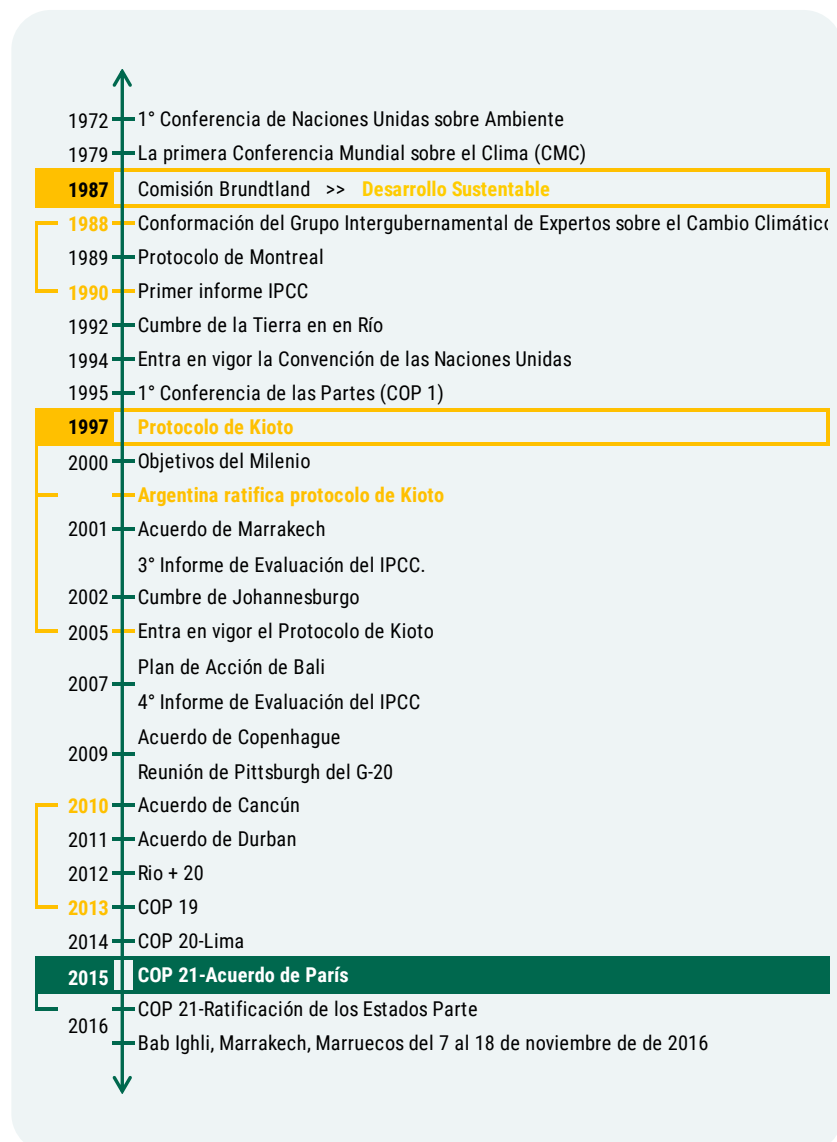 1972 1° Conferencia de Naciones Unidas sobre Ambiente
1979 La primera Conferencia Mundial sobre el Clima (CMC)
1987 Comisión Brundtland >> Desarrollo Sustentable
1988 Conformación del Grupo Intergubernamental de Expertos sobre el Cambio Climático
1989 Protocolo de Montreal
1990 Primer informe IPCC
1992 Cumbre de la Tierra en en Río
1994 Entra en vigor la Convención de las Naciones Unidas
1995 1° Conferencia de las Partes (COP 1)
1997 Protocolo de Kioto
2000 Objetivos del Milenio
Argentina ratifica protocolo de Kioto
2001 Acuerdo de Marrakech
3° Informe de Evaluación del IPCC.
2002 Cumbre de Johannesburgo
2005 Entra en vigor el Protocolo de Kioto
Plan de Acción de Bali
2007
4° Informe de Evaluación del IPCC
Acuerdo de Copenhague
2009
Reunión de Pittsburgh del G-20
2010 Acuerdo de Cancún
2011 Acuerdo de Durban
2012 Rio + 20
2013 COP 19
2014 COP 20-Lima
2015 COP 21-Acuerdo de París
COP 21-Ratificación de los Estados Parte
2016
Bab Ighli, Marrakech, Marruecos del 7 al 18 de noviembre de de 2016